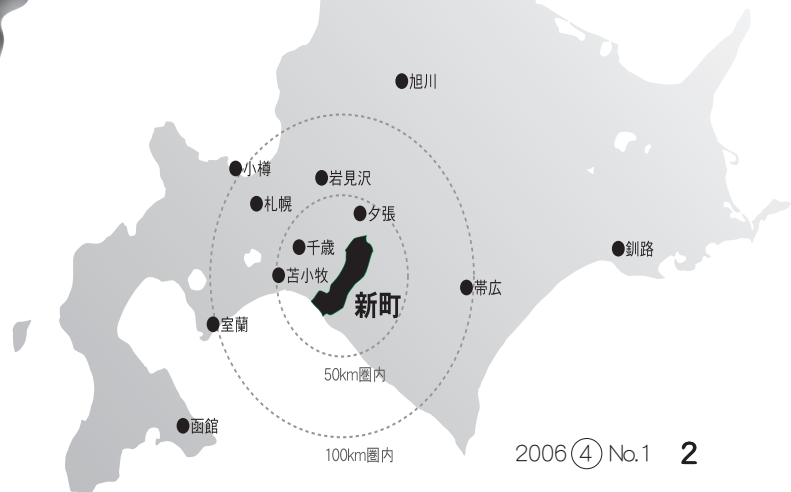 旭川
小樽
岩見沢
札幌
夕張
千歳
釧路
苫小牧
帯広
新町
室蘭
50km圏内
函館
100km圏内
2006④No.1 2